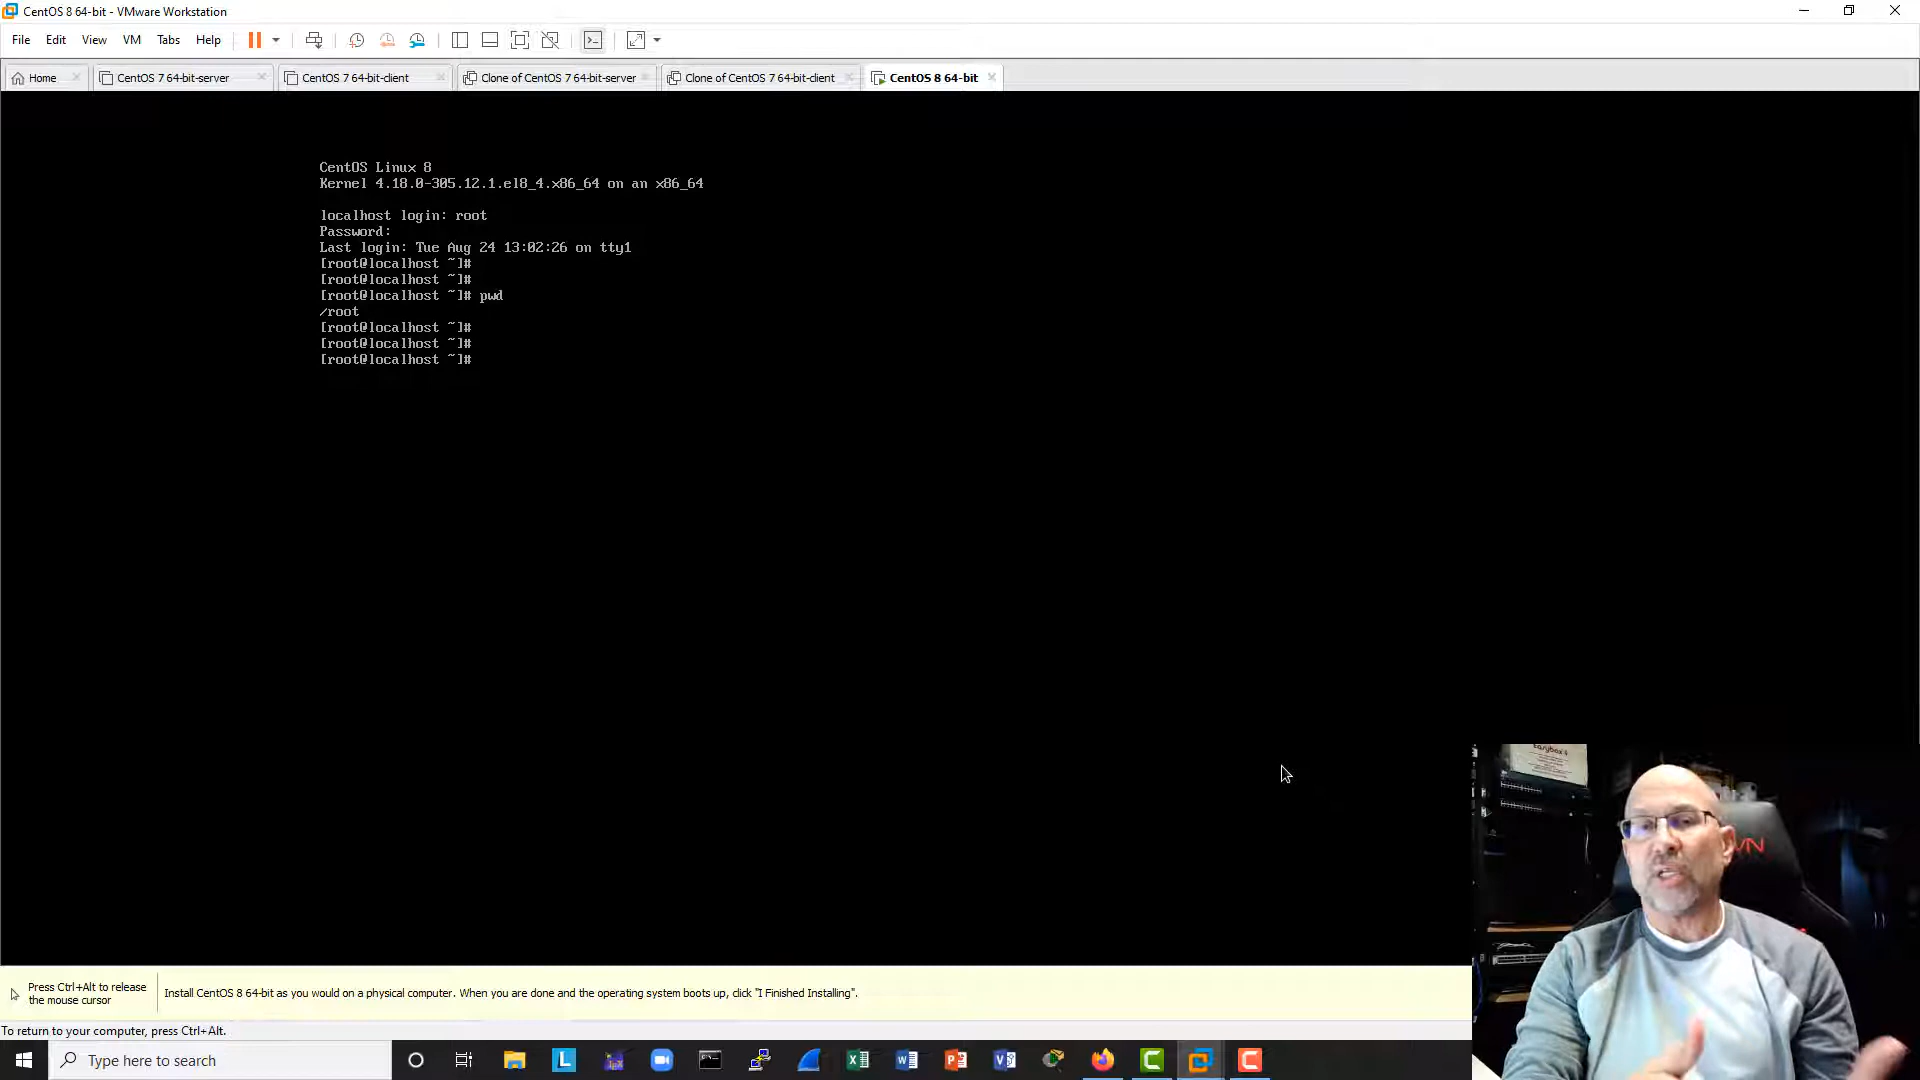 CentOS 8 64-bit - VMware Workstation
File Edit View VM Tabs Help
Home CentOS 7 64-bit-server CentOS 7 64-bit-client Clone of CentOS 7 64-bit-server Clone of CentOS 7 64-bit-client CentOS 8 64-bit
CentOS Linux 8
Kernel 4.18.0-305.12.1.el8_4.x86_64 on an x86_64
localhost login: root
Password:
Last login: Tue Aug 24 13:02:26 on tty1
[root@localhost ~]#
[root@localhost ~]#
[root@localhost ~]# pwd
/root
[root@localhost ~]#
[root@localhost ~]#
[root@localhost ~]#
Press Ctrl+Alt to release
the mouse cursor
Install CentOS 8 64-bit as you would on a physical computer. When you are done and the operating system boots up, click "I Finished Installing".
To return to your computer, press Ctrl+Alt.
Type here to search